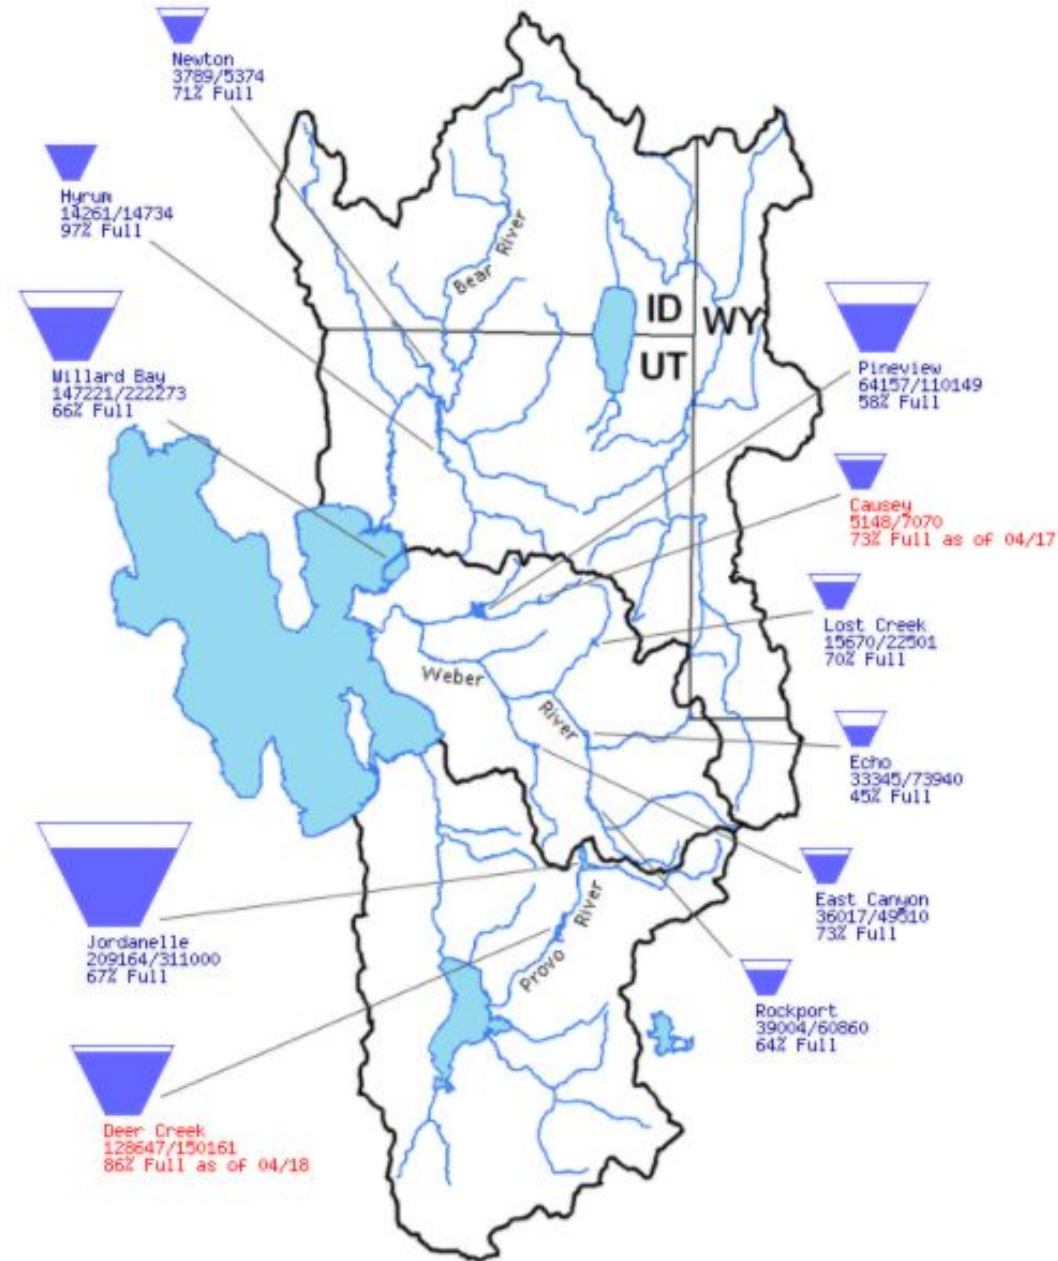 Newton
3789/5374
71% Full
Hyrum
14261/14734
97% Full
Bear River
ID
WY
UT
Willard Bay
147221/222273
66% Full
Pineview
64157/110149
58% Full
Causey
5148/7070
73% Full as of 04/17
Lost Creek
15670/22501
70% Full
Weber River
Echo
33345/73940
45% Full
East Canyon
36017/49510
73% Full
Jordanelle
209164/311000
67% Full
Provo River
Rockport
39004/60860
64% Full
Deer Creek
128647/150161
86% Full as of 04/18